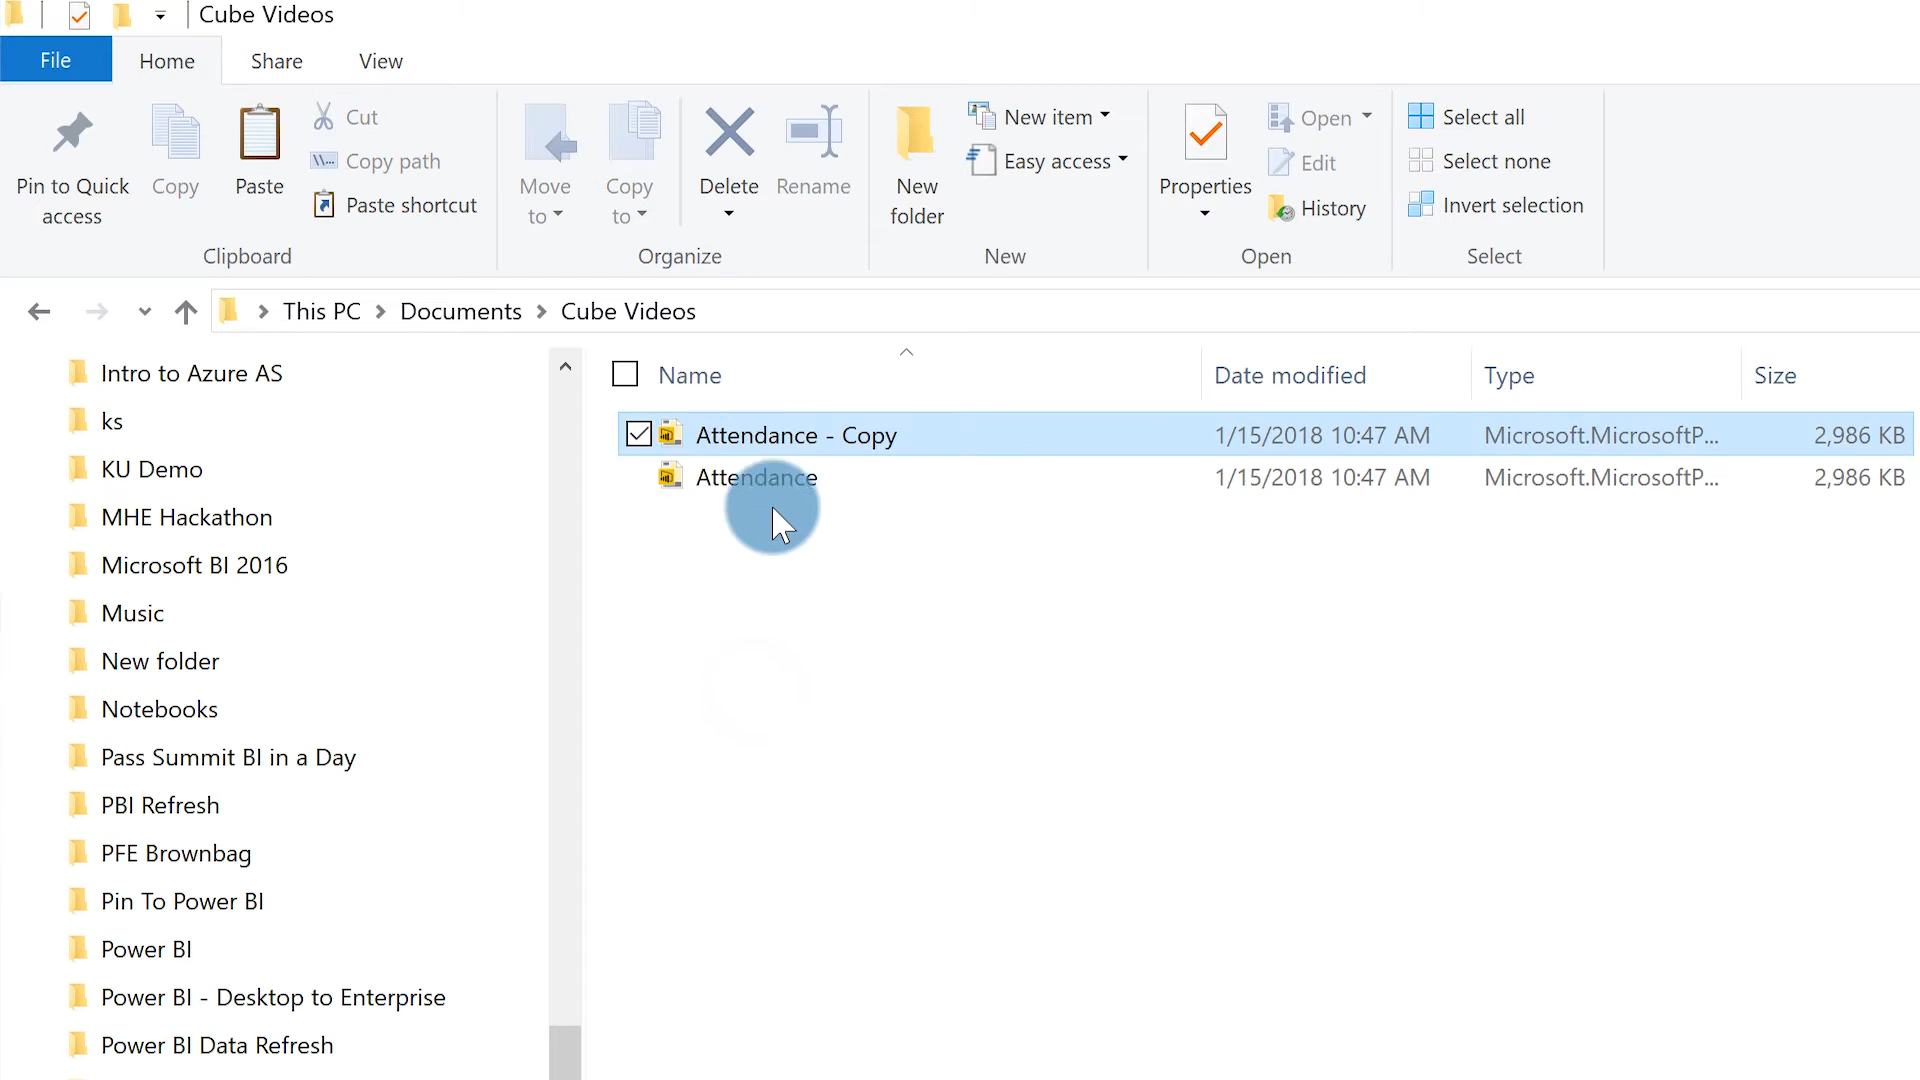 Cube Videos
File
Home
Share
View
Pin to Quick access
Copy
Paste
Cut
Copy path
Paste shortcut
Clipboard
Move to
Copy to
Delete
Rename
Organize
New folder
New item
Easy access
New
Properties
Open
Edit
History
Open
Select all
Select none
Invert selection
Select
This PC
Documents
Cube Videos
Intro to Azure AS
ks
KU Demo
MHE Hackathon
Microsoft BI 2016
Music
New folder
Notebooks
Pass Summit BI in a Day
PBI Refresh
PFE Brownbag
Pin To Power BI
Power BI
Power BI - Desktop to Enterprise
Power BI Data Refresh
Name Date modified Type Size
Attendance - Copy 1/15/2018 10:47 AM Microsoft.MicrosoftP... 2,986 KB
Attendance 1/15/2018 10:47 AM Microsoft.MicrosoftP... 2,986 KB